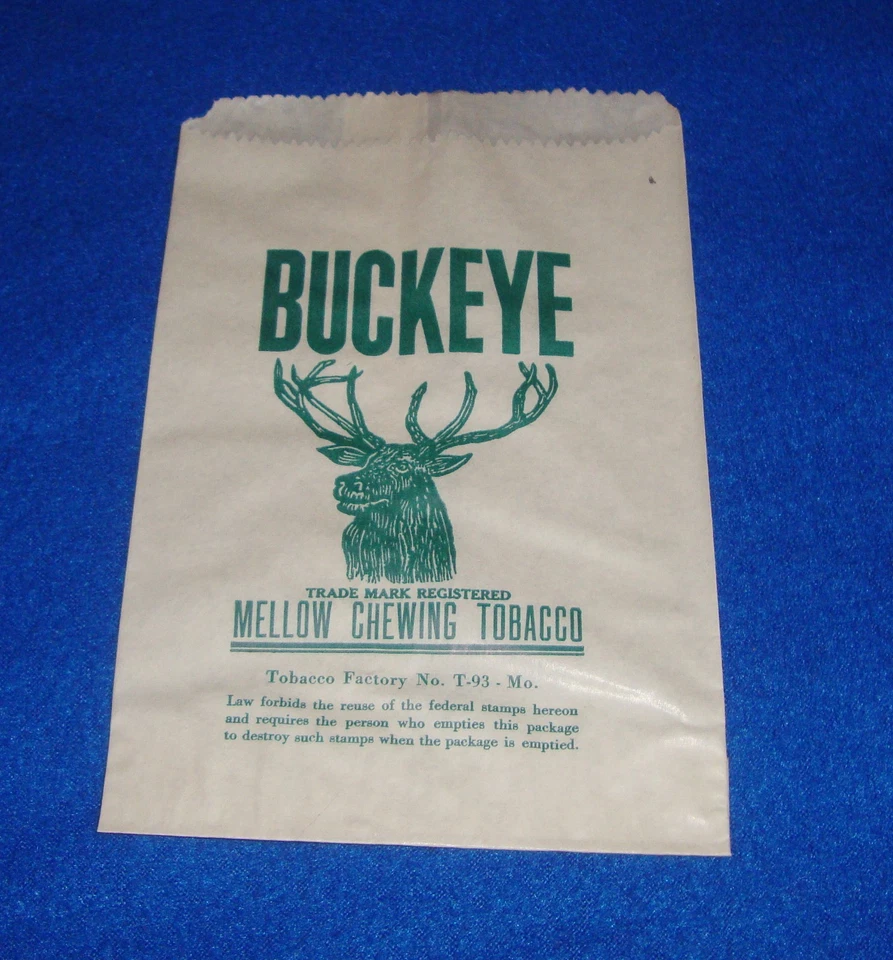 BUCKEYE
TRADE MARK REGISTERED
MELLOW CHEWING TOBACCO
Tobacco Factory No. T-93 - Mo.
Law forbids the reuse of the federal stamps hereon
and requires the person who empties this package
to destroy such stamps when the package is emptied.